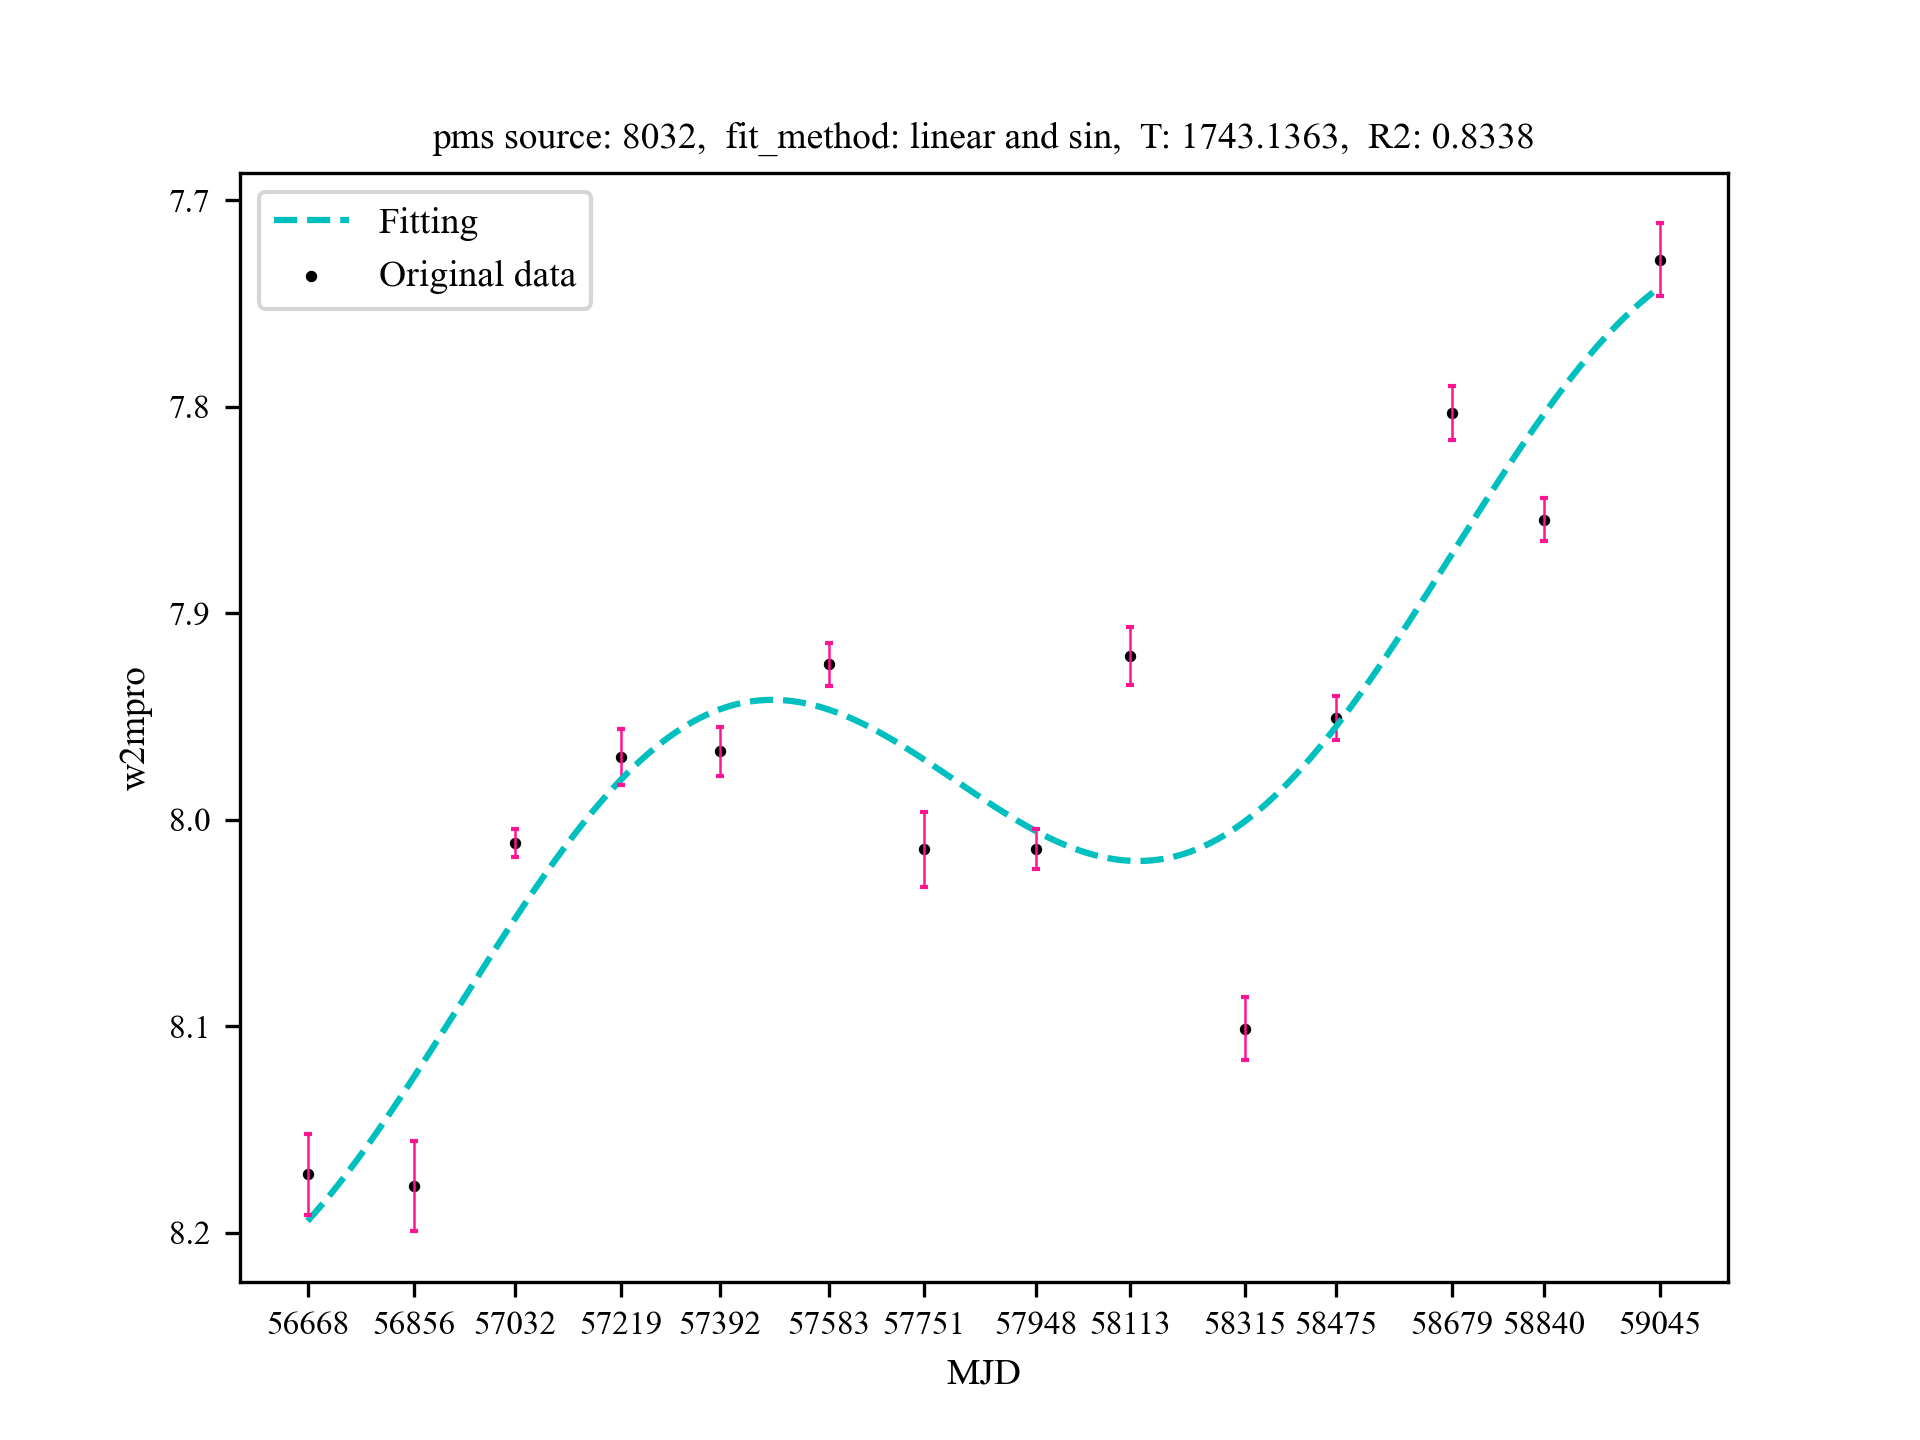 pms source: 8032,  fit_method: linear and sin,  T: 1743.1363,  R2: 0.8338
Fitting
Original data
7.7
7.8
7.9
8.0
8.1
8.2
w2mpro
56668 56856 57032 57219 57392 57583 57751 57948 58113 58315 58475 58679 58840 59045
MJD